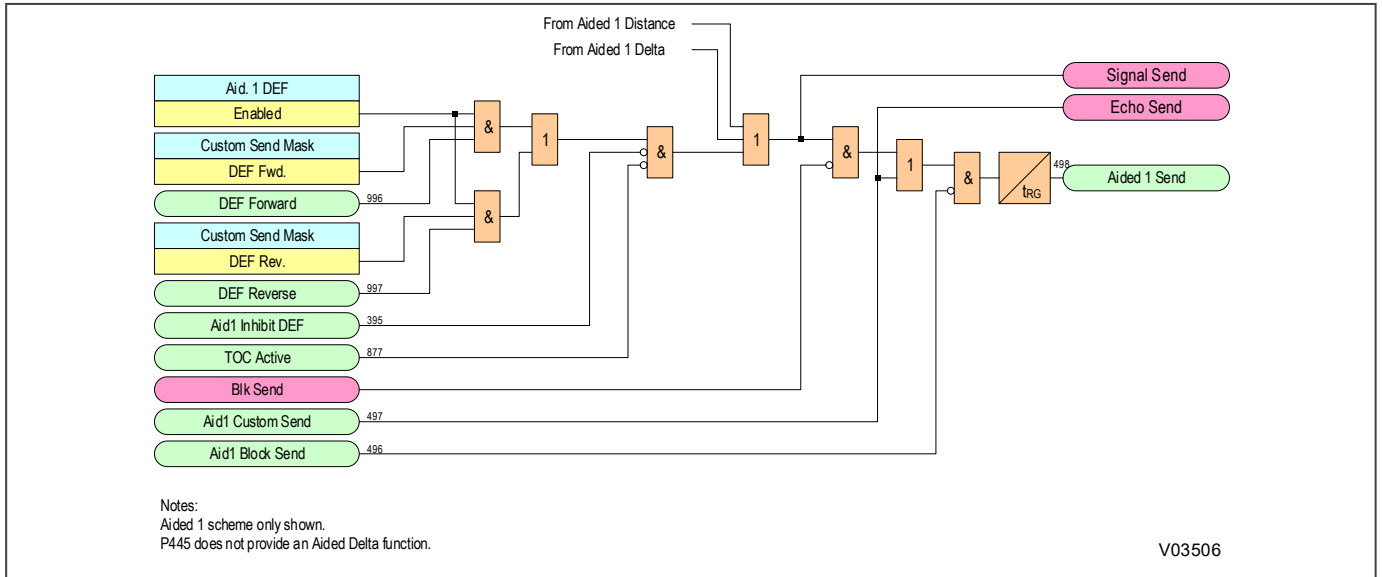 From Aided 1 Distance
From Aided 1 Delta
Signal Send
Echo Send
Aid. 1 DEF
Enabled
Custom Send Mask
DEF Fwd.
DEF Forward 996
Custom Send Mask
DEF Rev.
DEF Reverse 997
Aid1 Inhibit DEF 395
TOC Active 877
Blk Send
Aid1 Custom Send 497
Aid1 Block Send 496
&
&
1
&
1
&
1
&
tRG
498
Aided 1 Send
Notes:
Aided 1 scheme only shown.
P445 does not provide an Aided Delta function.
V03506